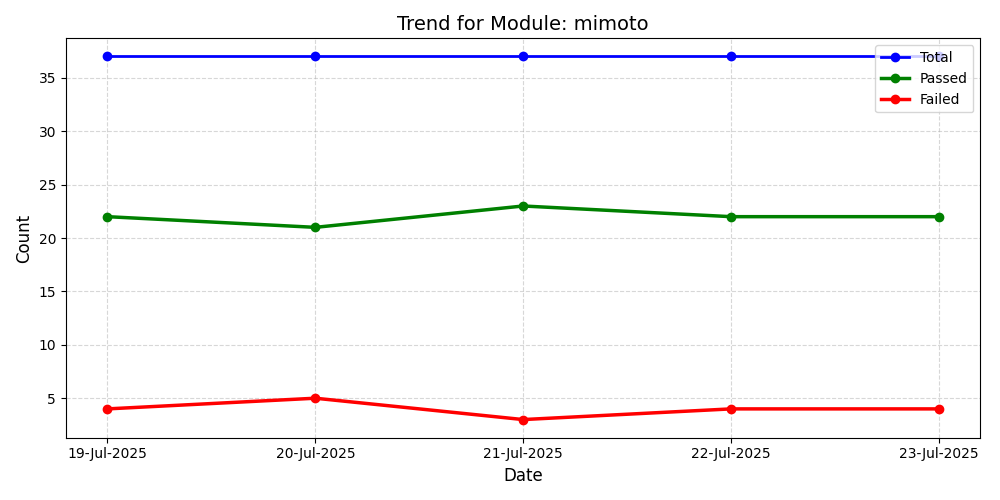 Trend for Module: mimoto
Total
Passed
Failed
35
30
25
20
15
10
5
Count
19-Jul-2025
20-Jul-2025
21-Jul-2025
22-Jul-2025
23-Jul-2025
Date